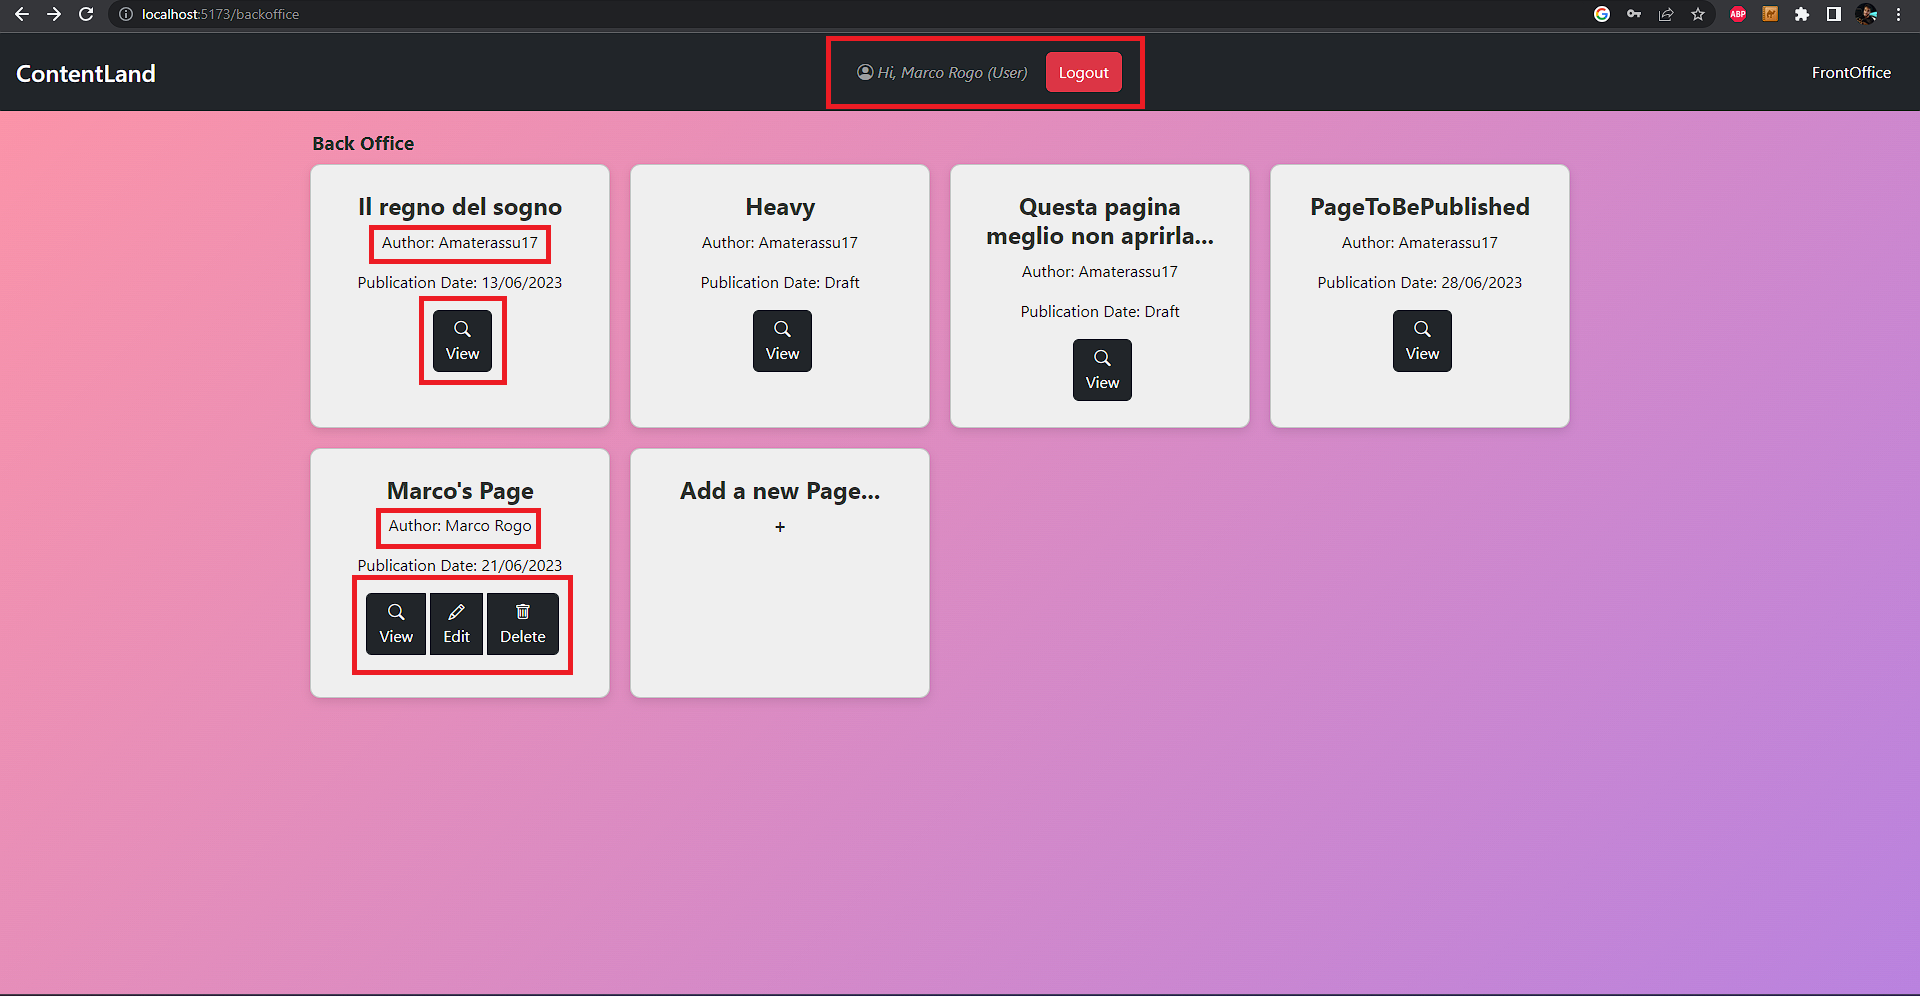 localhost:5173/backoffice
ABP
ContentLand
Hi, Marco Rogo (User)
Logout
FrontOffice
Back Office
Il regno del sogno
Author: Amaterassu17
Publication Date: 13/06/2023
View
Heavy
Author: Amaterassu17
Publication Date: Draft
View
Questa pagina
meglio non aprirla...
Author: Amaterassu17
Publication Date: Draft
View
PageToBePublished
Author: Amaterassu17
Publication Date: 28/06/2023
View
Marco's Page
Author: Marco Rogo
Publication Date: 21/06/2023
View
Edit
Delete
Add a new Page...
+